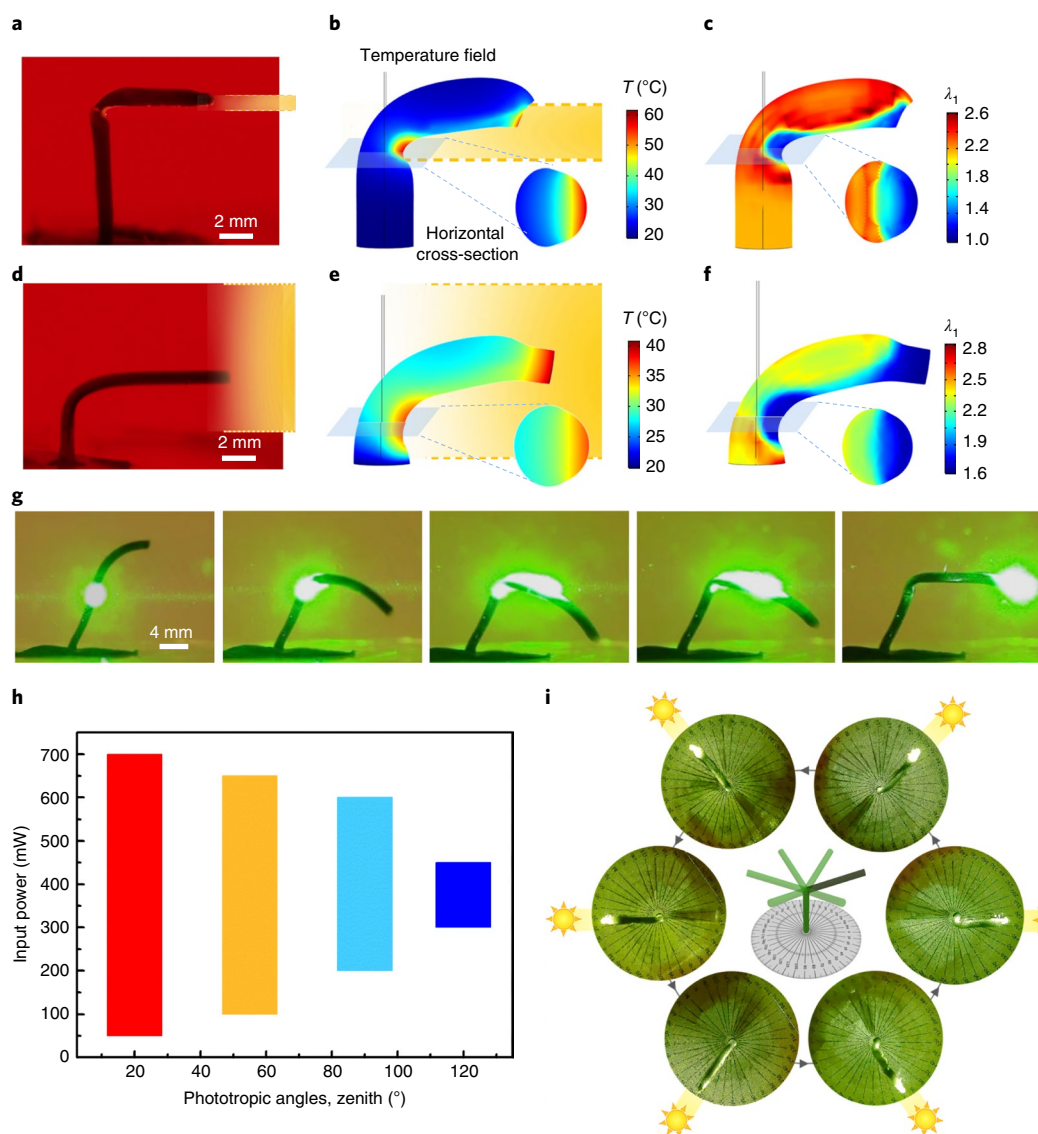 a
b
c
Temperature field
T (°C)
60
50
40
30
20
λ1
2.6
2.2
1.8
1.4
1.0
2 mm
Horizontal
cross-section
d
e
f
T (°C)
40
35
30
25
20
λ1
2.8
2.5
2.2
1.9
1.6
2 mm
g
4 mm
h
i
700
600
500
400
300
200
100
0
Input power (mW)
20 40 60 80 100 120
Phototropic angles, zenith (°)